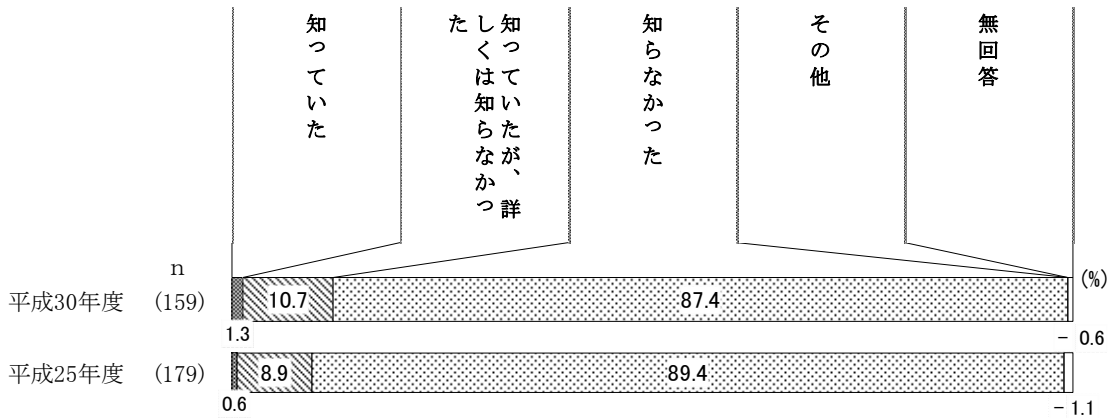 知っていた
知っていたが、詳
しくは知らなかっ
た
知らなかった
その他
無回答
n
(%)
平成30年度 (159) 10.7 87.4
1.3 － 0.6
平成25年度 (179) 8.9 89.4
0.6 － 1.1